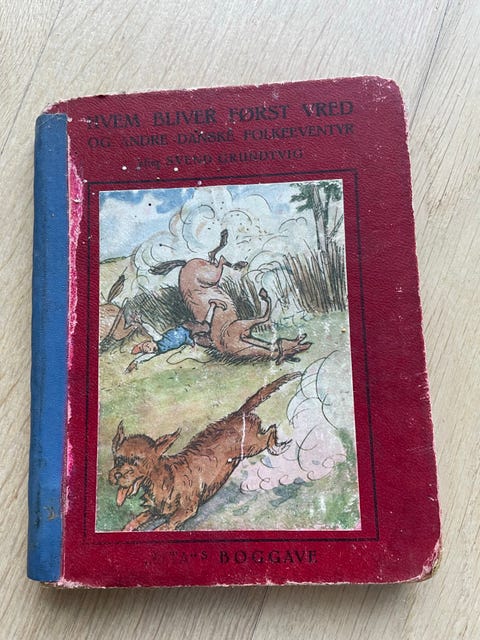 HVEM BLIVER FØRST VRED
OG ANDRE DANSKE FOLKEEVENTYR
SVEND GRUNDTVIG
BOGGAVE